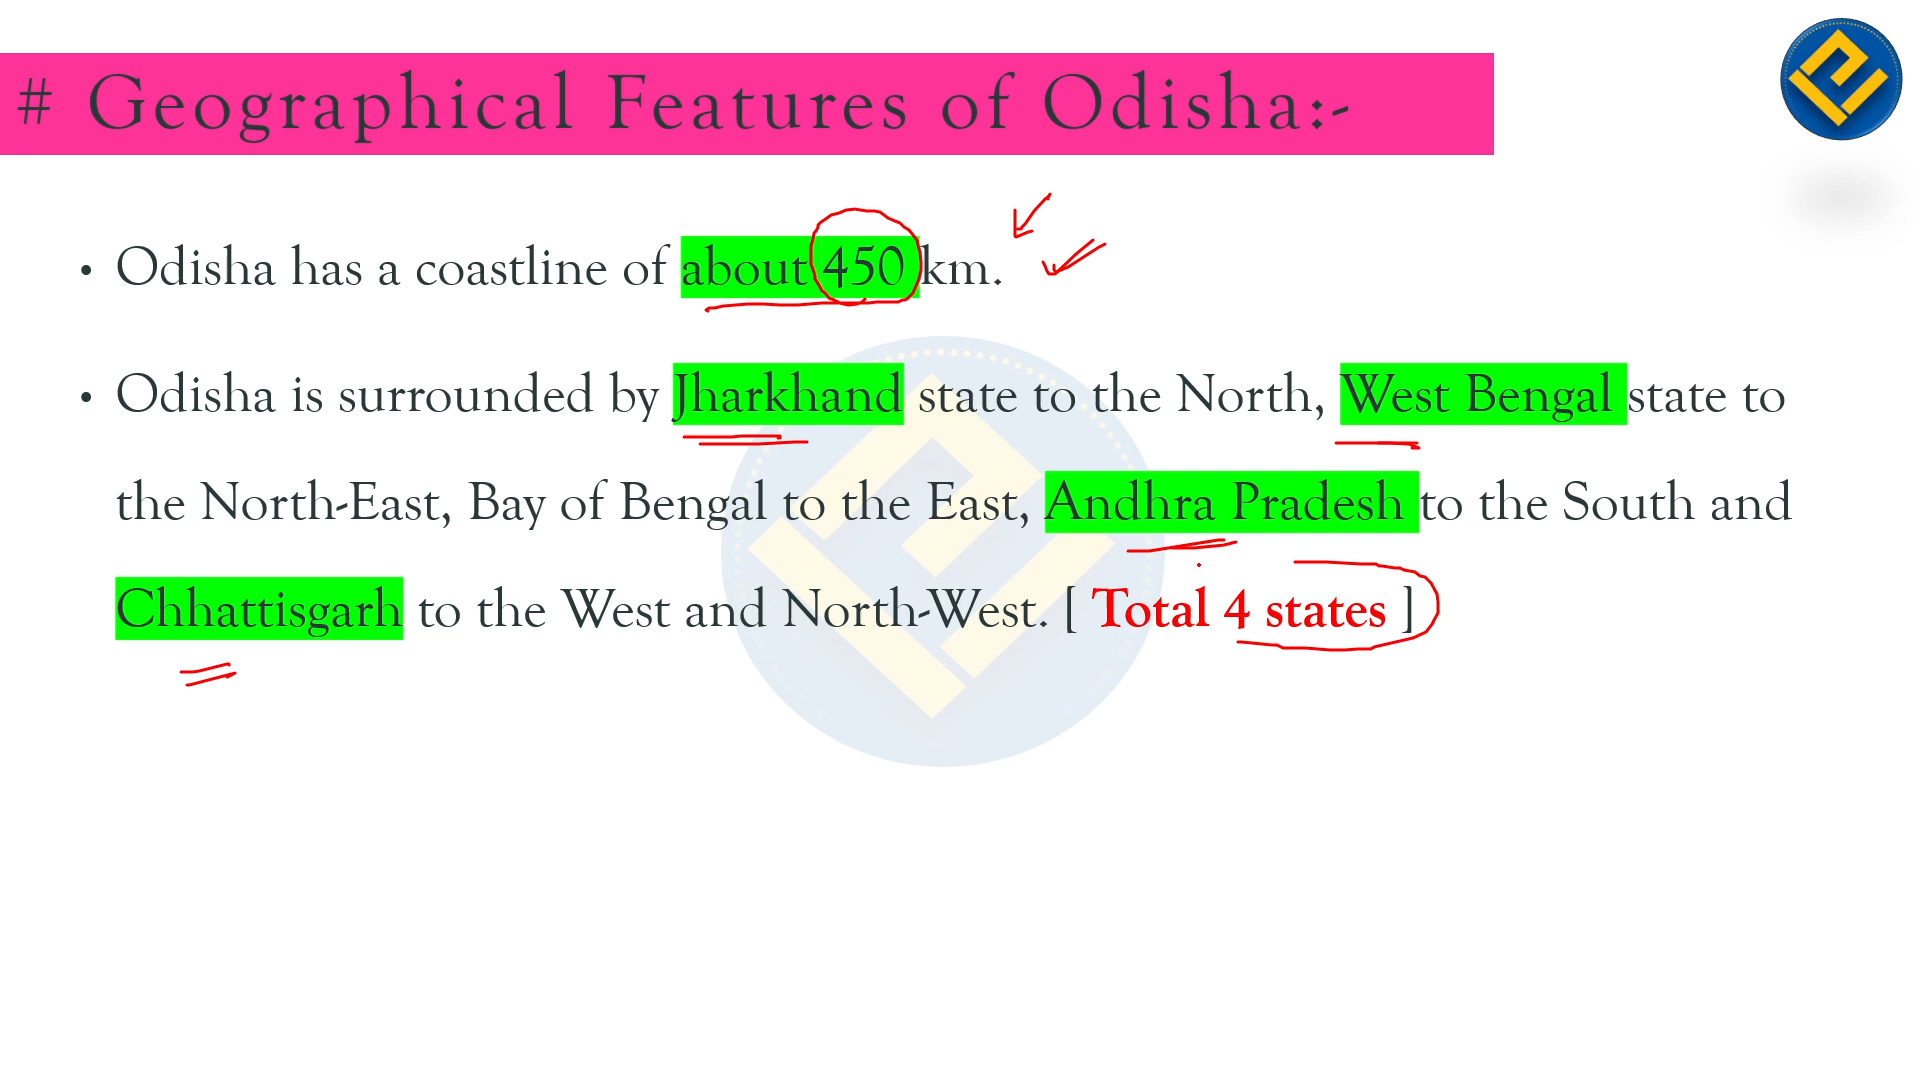 # Geographical Features of Odisha:-
• Odisha has a coastline of about 450 km.
• Odisha is surrounded by Jharkhand state to the North, West Bengal state to
the North-East, Bay of Bengal to the East, Andhra Pradesh to the South and
Chhattisgarh to the West and North-West. [ Total 4 states ]